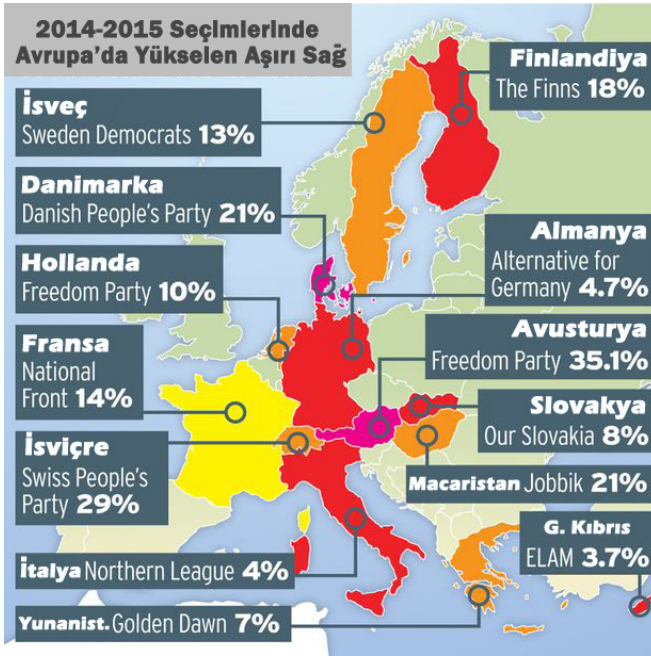 2014-2015 Seçimlerinde
Avrupa'da Yükselen Aşırı Sağ
Finlandiya
The Finns 18%
İsveç
Sweden Democrats 13%
Danimarka
Danish People's Party 21%
Hollanda
Freedom Party 10%
Almanya
Alternative for
Germany 4.7%
Fransa
National
Front 14%
Avusturya
Freedom Party 35.1%
Slovakya
Our Slovakia 8%
İsviçre
Swiss People's
Party 29%
Macaristan Jobbik 21%
G. Kıbrıs
ELAM 3.7%
İtalya Northern League 4%
Yunanist. Golden Dawn 7%